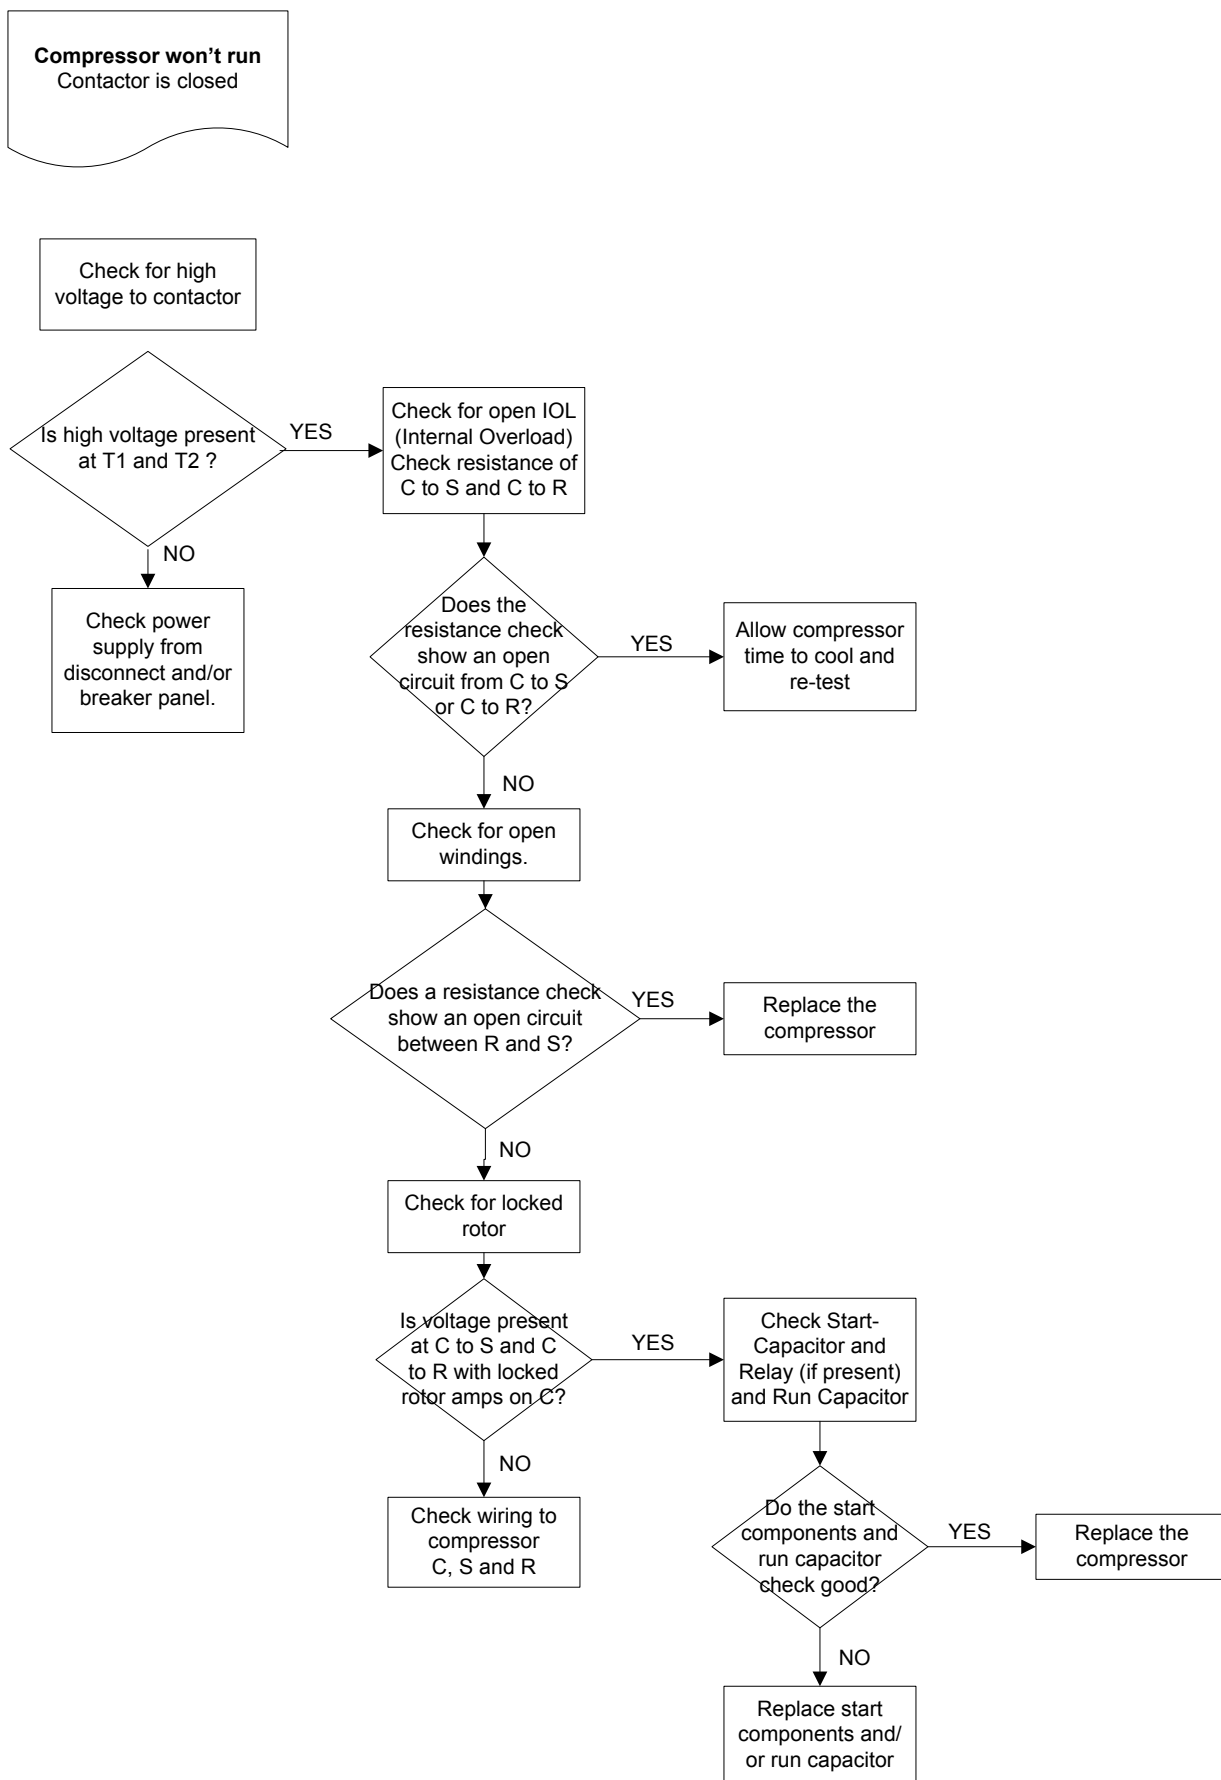 Compressor won't run
Contactor is closed
Check for high
voltage to contactor
Is high voltage present
at T1 and T2 ?
YES
Check for open IOL
(Internal Overload)
Check resistance of
C to S and C to R
NO
Check power
supply from
disconnect and/or
breaker panel.
Does the
resistance check
show an open
circuit from C to S
or C to R?
YES
Allow compressor
time to cool and
re-test
NO
Check for open
windings.
Does a resistance check
show an open circuit
between R and S?
YES
Replace the
compressor
NO
Check for locked
rotor
Is voltage present
at C to S and C
to R with locked
rotor amps on C?
YES
Check Start-
Capacitor and
Relay (if present)
and Run Capacitor
NO
Check wiring to
compressor
C, S and R
Do the start
components and
run capacitor
check good?
YES
Replace the
compressor
NO
Replace start
components and/
or run capacitor